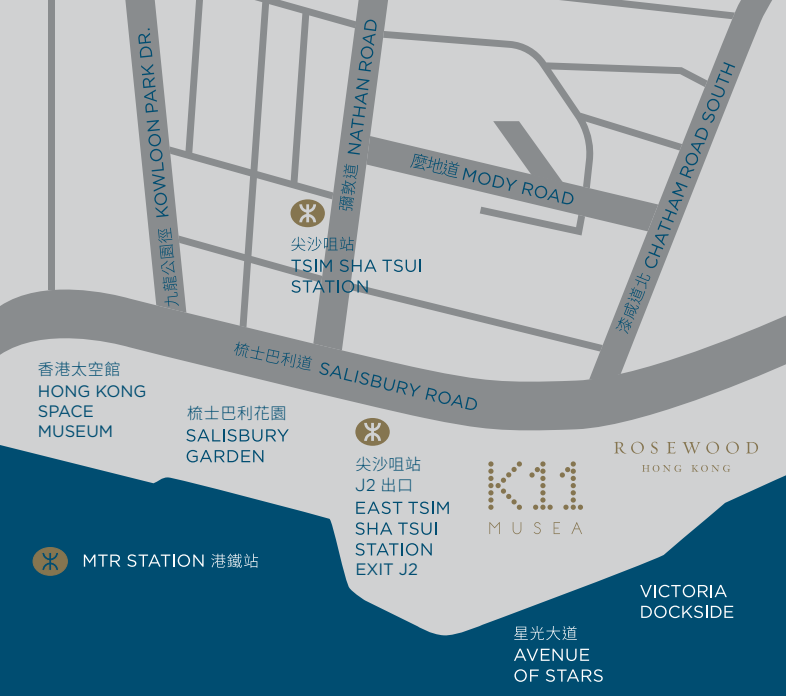 九龍公園徑 KOWLOON PARK DR.
彌敦道 NATHAN ROAD
麼地道 MODY ROAD
漆咸道北 CHATHAM ROAD SOUTH
尖沙咀站
TSIM SHA TSUI
STATION
梳士巴利道 SALISBURY ROAD
香港太空館
HONG KONG
SPACE
MUSEUM
梳士巴利花園
SALISBURY
GARDEN
尖沙咀站
J2 出口
EAST TSIM
SHA TSUI
STATION
EXIT J2
K11
MUSEA
ROSEWOOD
HONG KONG
MTR STATION 港鐵站
VICTORIA
DOCKSIDE
星光大道
AVENUE
OF STARS